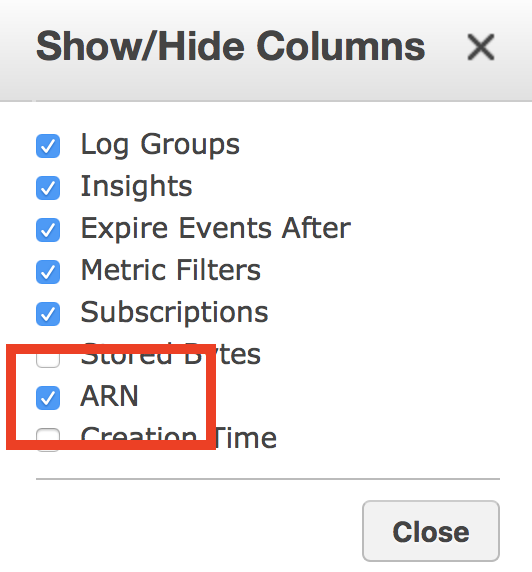 Show/Hide Columns
Log Groups
Insights
Expire Events After
Metric Filters
Subscriptions
Stored Bytes
ARN
Creation Time
Close